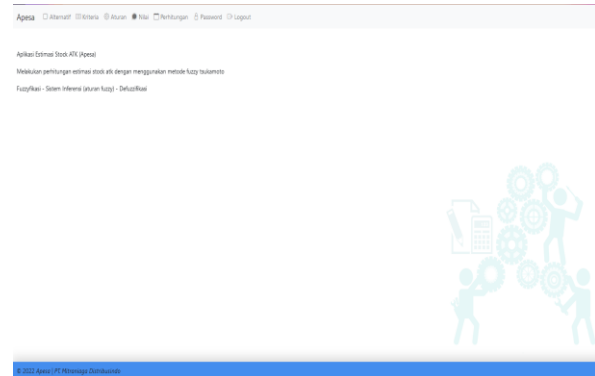 Apesa Alternatif Kriteria Aturan Nilai Perhitungan Password Logout
Aplikasi Estimasi Stock ATK (Apesa)
Melakukan perhitungan estimasi stock atk dengan menggunakan metode fuzzy tsukamoto
Fuzzyfikasi - Sistem Inferensi (aturan fuzzy) - Defuzzifikasi
© 2022 Apesa | PT Mitraniaga Distribusindo